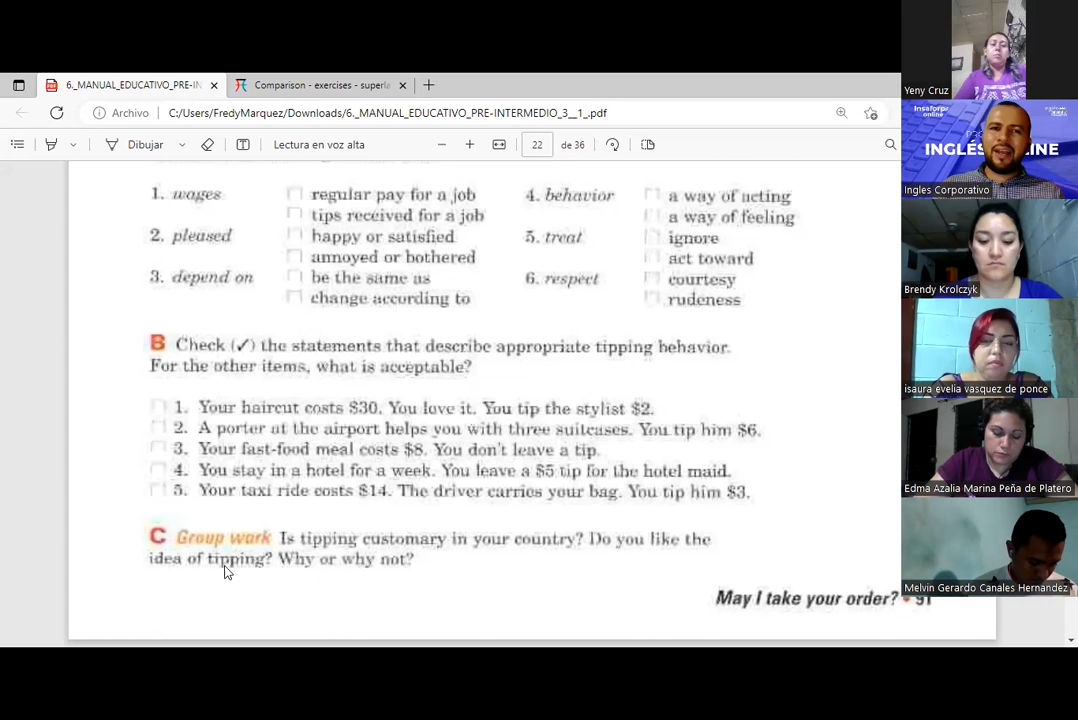 6._MANUAL_EDUCATIVO_PRE-IN
Comparison - exercises - superla
Archivo
C:/Users/FredyMarquez/Downloads/6._MANUAL_EDUCATIVO_PRE-INTERMEDIO_3__1_.pdf
Dibujar
Lectura en voz alta
22
de 36
1. wages
regular pay for a job
tips received for a job
2. pleased
happy or satisfied
annoyed or bothered
3. depend on
be the same as
change according to
4. behavior
a way of acting
a way of feeling
5. treat
ignore
act toward
6. respect
courtesy
rudeness
B Check (✓) the statements that describe appropriate tipping behavior.
For the other items, what is acceptable?
1. Your haircut costs $30. You love it. You tip the stylist $2.
2. A porter at the airport helps you with three suitcases. You tip him $6.
3. Your fast-food meal costs $8. You don't leave a tip.
4. You stay in a hotel for a week. You leave a $5 tip for the hotel maid.
5. Your taxi ride costs $14. The driver carries your bag. You tip him $3.
C Group work Is tipping customary in your country? Do you like the
idea of tipping? Why or why not?
May I take your order? • 91
Yeny Cruz
Insaforp
online
INGLÉS
NLINE
Ingles Corporativo
Brendy Krolczyk
isaura evelia vasquez de ponce
Edma Azalia Marina Peña de Platero
Melvin Gerardo Canales Hernandez